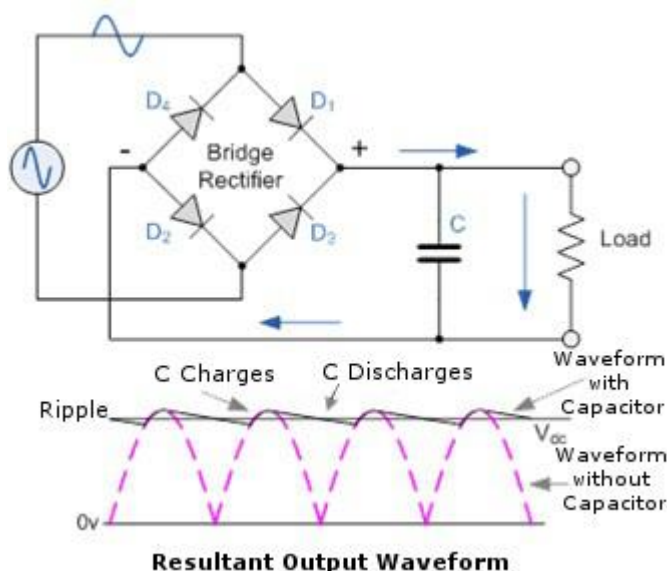 D4
D1
-
Bridge
Rectifier
+
D2
D3
C
Load
C Charges
C Discharges
Waveform
with
Capacitor
Ripple
Vdc
Waveform
without
Capacitor
0v
Resultant Output Waveform